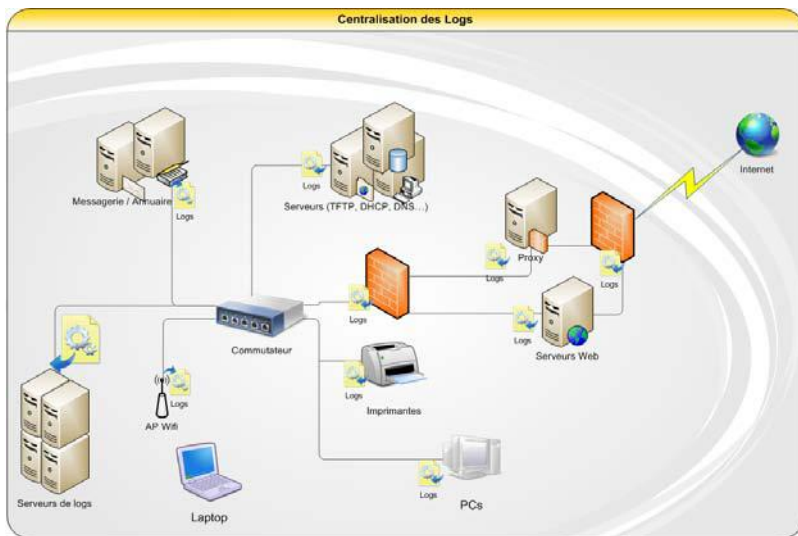 Centralisation des Logs
Internet
Messagerie / Annuaire
Logs
Logs
Serveurs (TFTP, DHCP, DNS...)
Proxy
Logs
Logs
Logs
Logs
Serveurs Web
Commutateur
Logs
Imprimantes
Logs
AP Wifi
Logs
PCs
Serveurs de logs
Laptop